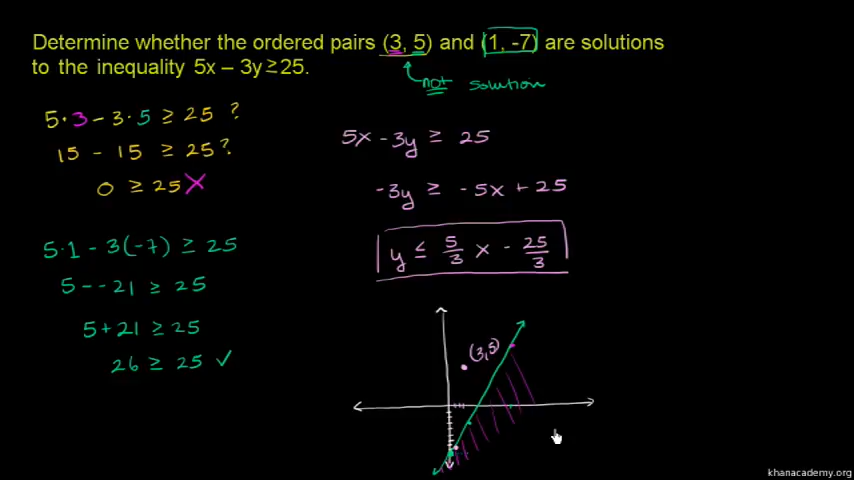 Determine whether the ordered pairs (3, 5) and (1, -7) are solutions
to the inequality 5x – 3y ≥ 25.
not solution
5·3 – 3·5 ≥ 25 ?
15 – 15 ≥ 25 ?
0 ≥ 25 X
5·1 – 3(-7) ≥ 25
5 – -21 ≥ 25
5+21 ≥ 25
26 ≥ 25 ✓
5x – 3y ≥ 25
-3y ≥ -5x + 25
y ≤ 5/3 x - 25/3
(3,5)
khanacademy.org